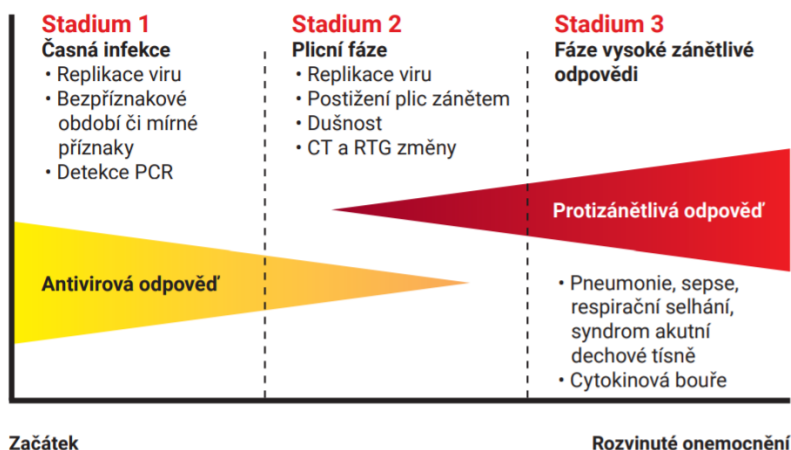 Stadium 1
Časná infekce
• Replikace viru
• Bezpříznakové
období či mírné
příznaky
• Detekce PCR
Stadium 2
Plicní fáze
• Replikace viru
• Postižení plic zánětem
• Dušnost
• CT a RTG změny
Stadium 3
Fáze vysoké zánětlivé
odpovědi
Protizánětlivá odpověď
Antivirová odpověď
• Pneumonie, sepse,
respirační selhání,
syndrom akutní
dechové tísně
• Cytokinová bouře
Začátek
Rozvinuté onemocnění